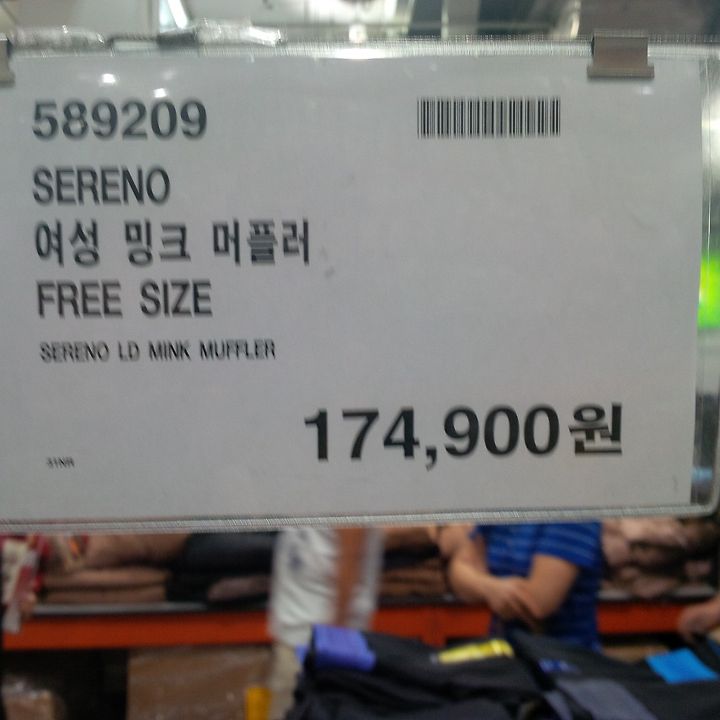 589209
SERENO
여성 밍크 머플러
FREE SIZE
SERENO LD MINK MUFFLER
174,900원